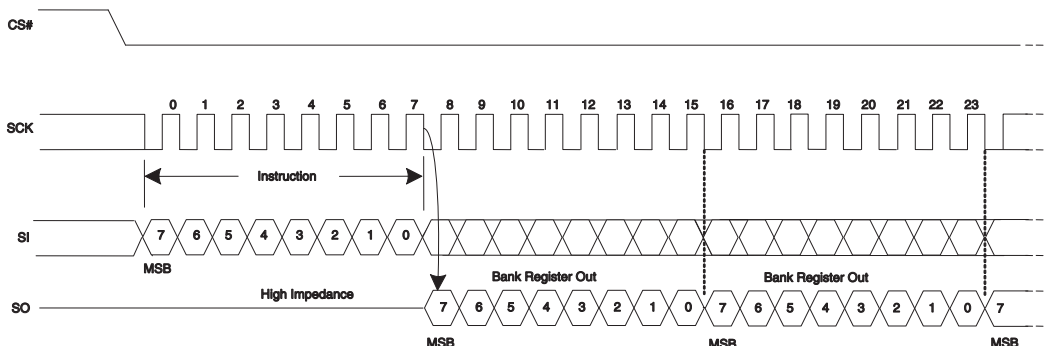 CS#
0 1 2 3 4 5 6 7 8 9 10 11 12 13 14 15 16 17 18 19 20 21 22 23
SCK
Instruction
SI 7 6 5 4 3 2 1 0
MSB
Bank Register Out Bank Register Out
High Impedance
SO 7 6 5 4 3 2 1 0 7 6 5 4 3 2 1 0 7
MSB MSB MSB